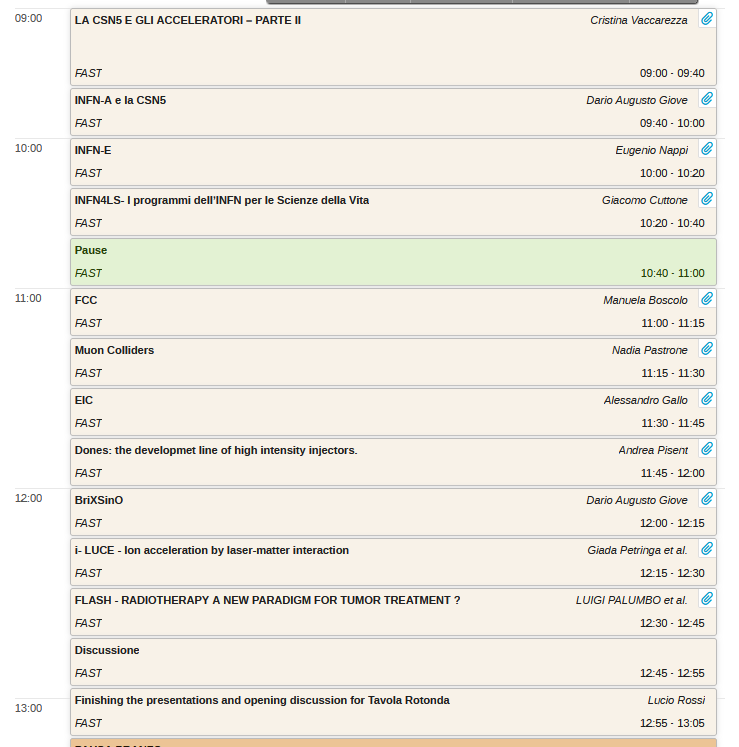 09:00
LA CSN5 E GLI ACCELERATORI – PARTE II Cristina Vaccarezza
FAST 09:00 - 09:40
INFN-A e la CSN5 Dario Augusto Giove
FAST 09:40 - 10:00
10:00
INFN-E Eugenio Nappi
FAST 10:00 - 10:20
INFN4LS- I programmi dell'INFN per le Scienze della Vita Giacomo Cuttone
FAST 10:20 - 10:40
Pause
FAST 10:40 - 11:00
11:00
FCC Manuela Boscolo
FAST 11:00 - 11:15
Muon Colliders Nadia Pastrone
FAST 11:15 - 11:30
EIC Alessandro Gallo
FAST 11:30 - 11:45
Dones: the developmet line of high intensity injectors. Andrea Pisent
FAST 11:45 - 12:00
12:00
BriXSinO Dario Augusto Giove
FAST 12:00 - 12:15
i- LUCE - Ion acceleration by laser-matter interaction Giada Petringa et al.
FAST 12:15 - 12:30
FLASH - RADIOTHERAPY A NEW PARADIGM FOR TUMOR TREATMENT ? LUIGI PALUMBO et al.
FAST 12:30 - 12:45
Discussione
FAST 12:45 - 12:55
13:00
Finishing the presentations and opening discussion for Tavola Rotonda Lucio Rossi
FAST 12:55 - 13:05